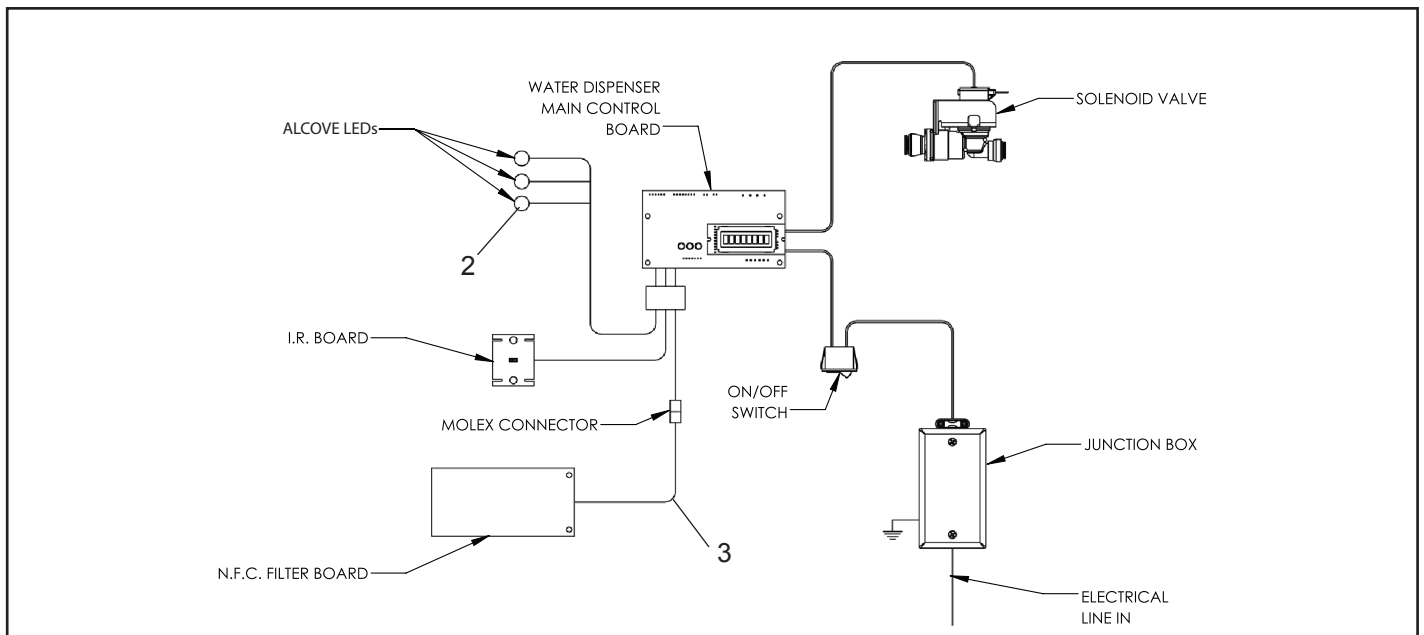 WATER DISPENSER
MAIN CONTROL
BOARD
SOLENOID VALVE
ALCOVE LEDs
2
I.R. BOARD
ON/OFF
SWITCH
MOLEX CONNECTOR
JUNCTION BOX
3
N.F.C. FILTER BOARD
ELECTRICAL
LINE IN